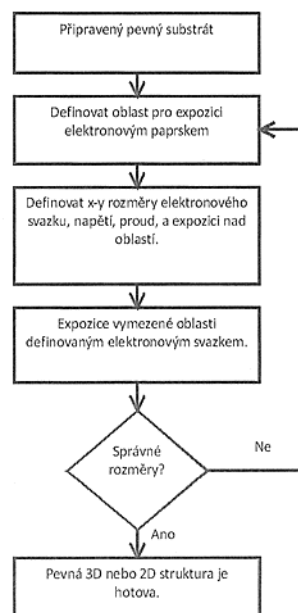 Připravený pevný substrát
Definovat oblast pro expozici
elektronovým paprskem
Definovat x-y rozměry elektronového
svazku, napětí, proud, a expozici nad
oblastí.
Expozice vymezené oblasti
definovaným elektronovým svazkem.
Správné
rozměry?
Ne
Ano
Pevná 3D nebo 2D struktura je
hotova.